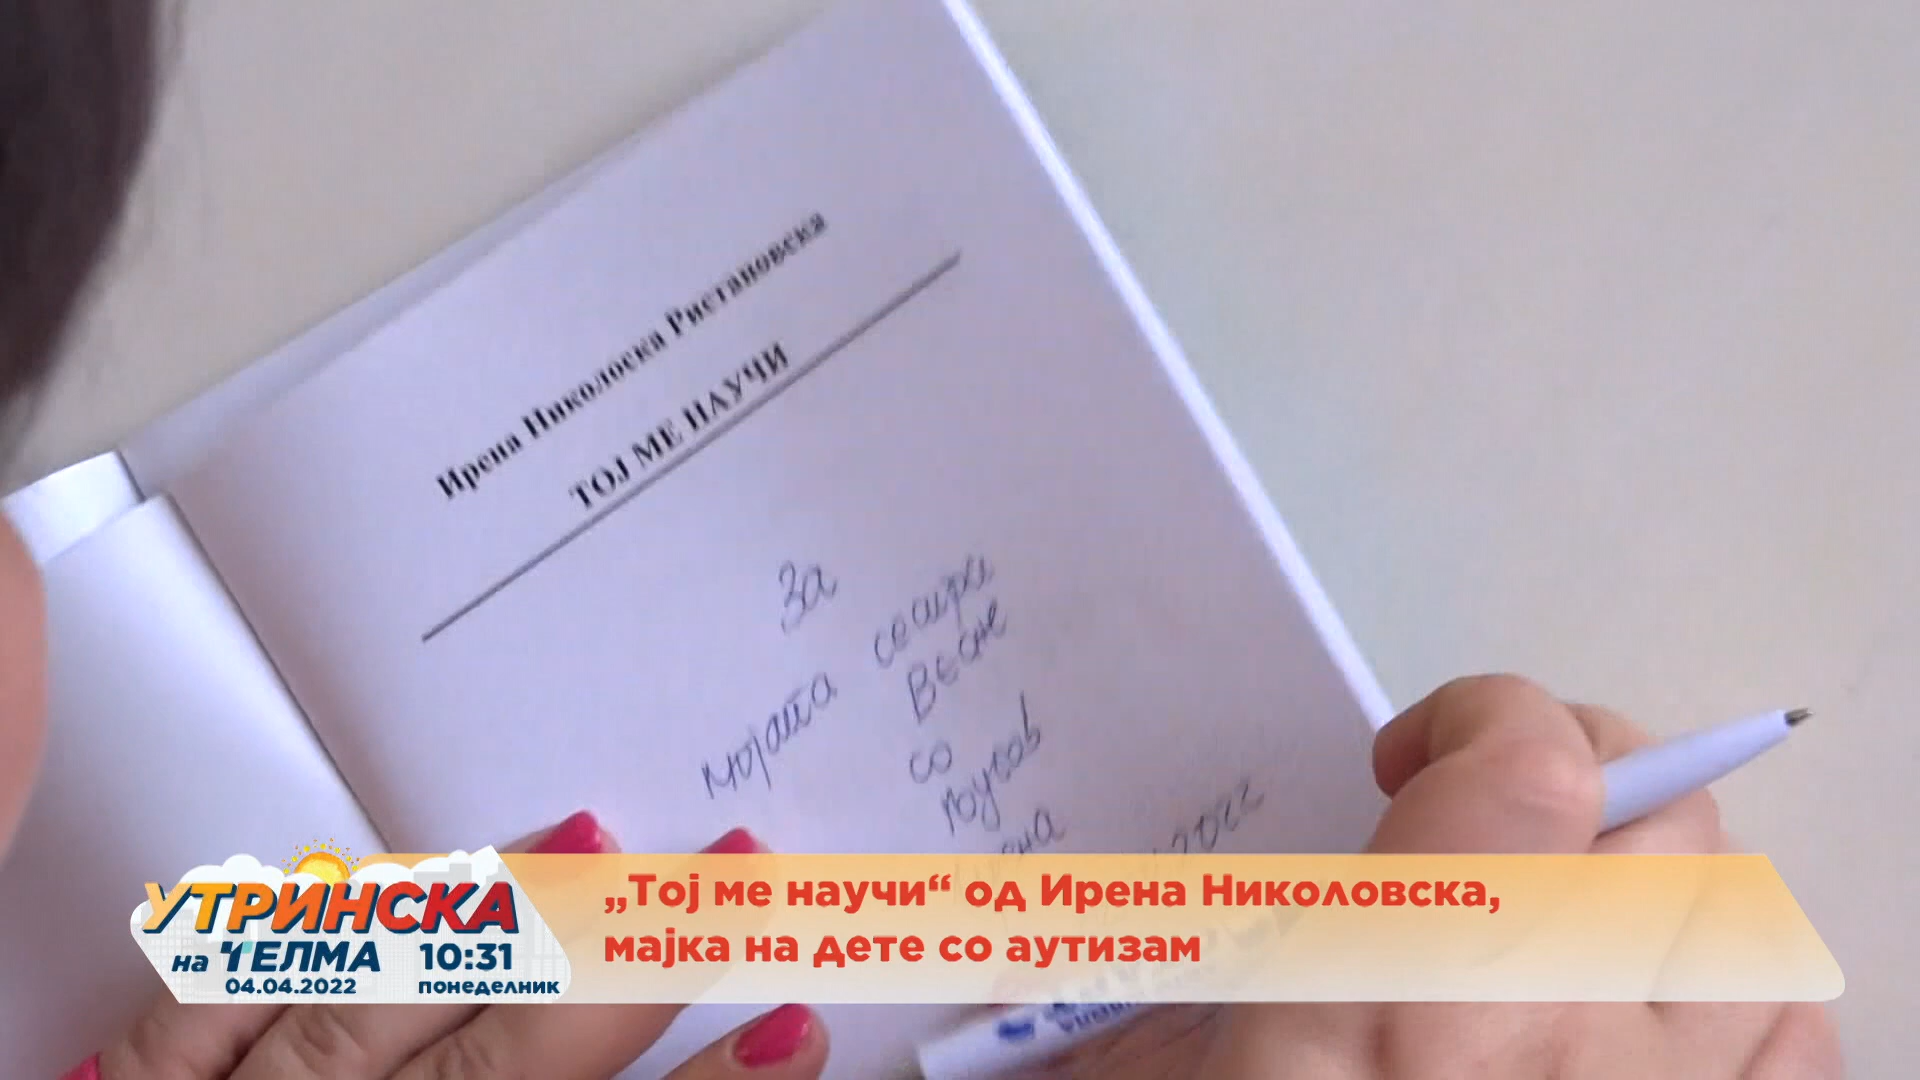 Ирена Николоска Ристановска
ТОЈ МЕ НАУЧИ
За
мојата сестра
Весне
со
љубов
2022
„Тој ме научи“ од Ирена Николовска,
мајка на дете со аутизам
УТРИНСКА
на ТЕЛМА 10:31
04.04.2022 понеделник